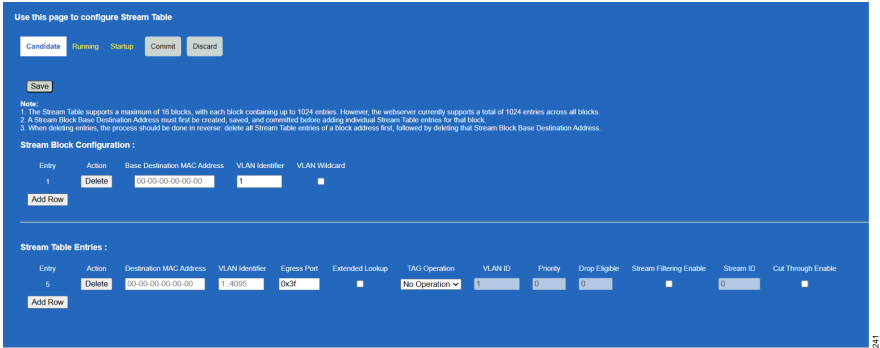 Use this page to configure Stream Table
Candidate Running Startup Commit Discard
Save
Note:
1. The Stream Table supports a maximum of 16 blocks, with each block containing up to 1024 entries. However, the webserver currently supports a total of 1024 entries across all blocks.
2. A Stream Block Base Destination Address must first be created, saved, and committed before adding individual Stream Table entries for that block.
3. When deleting entries, the process should be done in reverse: delete all Stream Table entries of a block address first, followed by deleting that Stream Block Base Destination Address.
Stream Block Configuration :
Entry Action Base Destination MAC Address VLAN Identifier VLAN Wildcard
1 Delete 00-00-00-00-00-00 1
Add Row
Stream Table Entries :
Entry Action Destination MAC Address VLAN Identifier Egress Port Extended Lookup TAG Operation VLAN ID Priority Drop Eligible Stream Filtering Enable Stream ID Cut Through Enable
5 Delete 00-00-00-00-00-00 1..4095 0x3f No Operation 1 0 0 0
Add Row
241